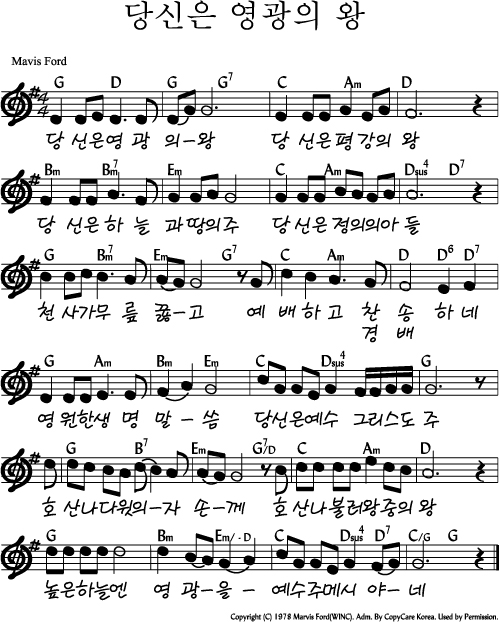 당신은 영광의 왕
Mavis Ford
G D G G7 C Am D
4 4
당 신은영 광 의-왕 당 신은평 강의 왕
Bm Bm7 Em C Am Dsus4 D7
당 신은 하 늘 과땅의주 당 신은 정의의아 들
G Bm7 Em G7 C Am D D6 D7
천 사가무 릎 꿇-고 예 배하고 찬 송 하네
경 배
G Am Bm Em C Dsus4 G
영 원한생 명 말-씀 당신은예수 그리스도 주
G B7 Em G7/D C Am D
호 산나다윗의-자 손-께 호 산나불러왕중의 왕
G Bm Em/-D C Am Dsus4 D7 C/G G
높은하늘엔 영 광-을- 예수주메시 야-네
Copyright (C) 1978 Marvis Ford(WINC). Adm. By CopyCare Korea. Used by Permission.